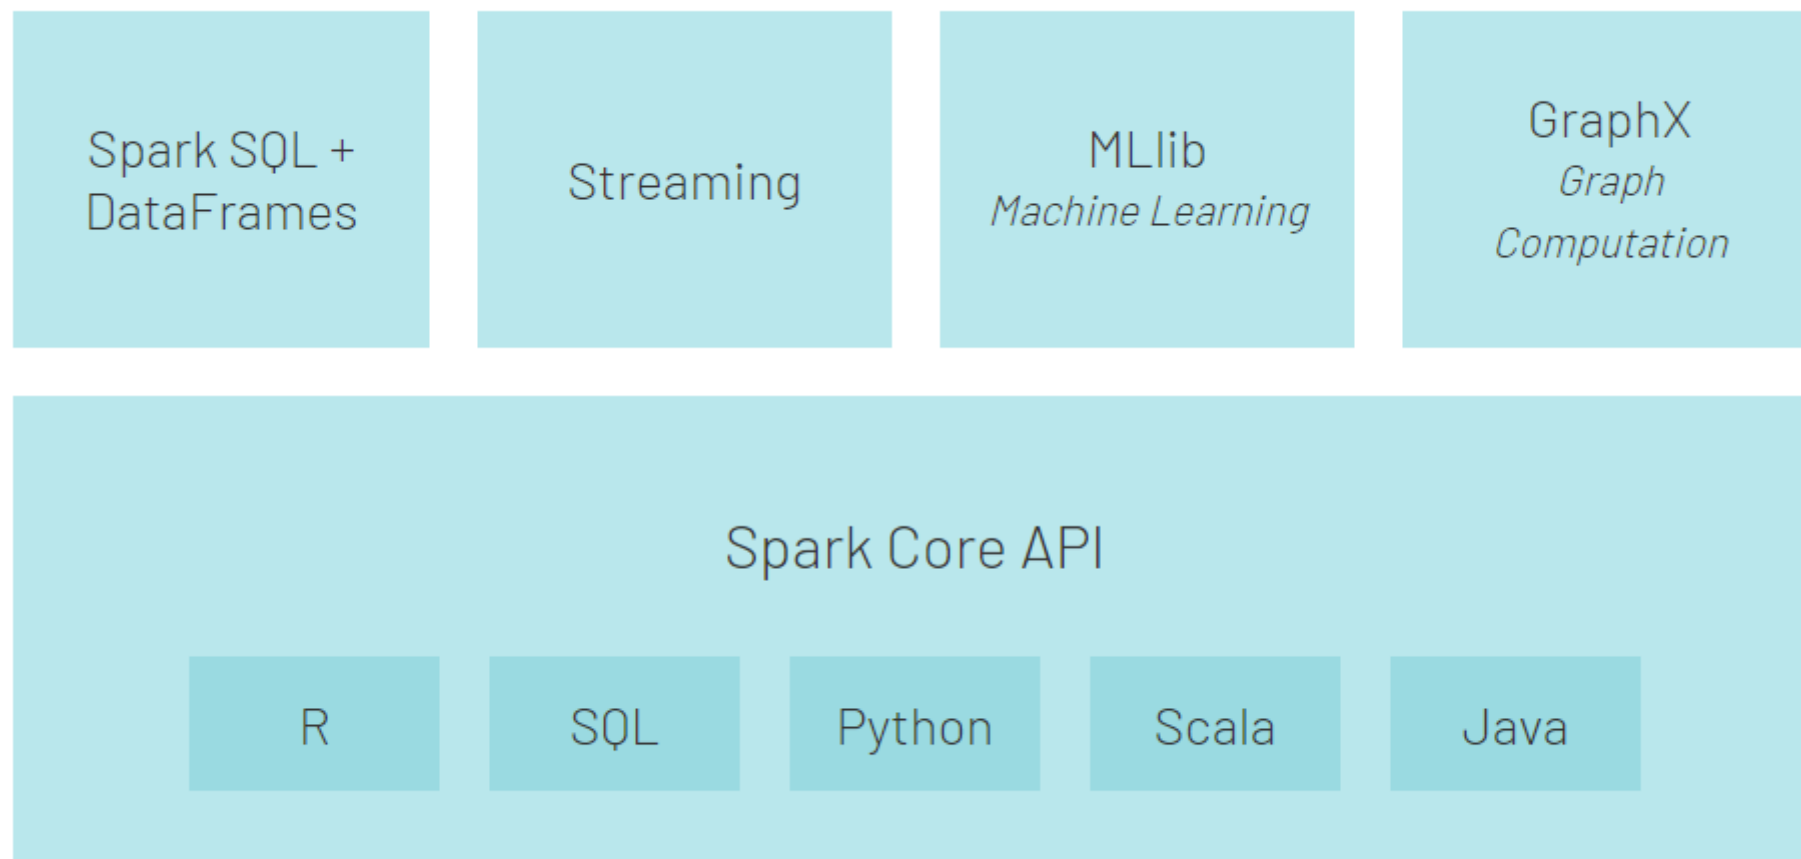 Spark SQL +
DataFrames
Streaming
MLlib
Machine Learning
GraphX
Graph
Computation
Spark Core API
R
SQL
Python
Scala
Java